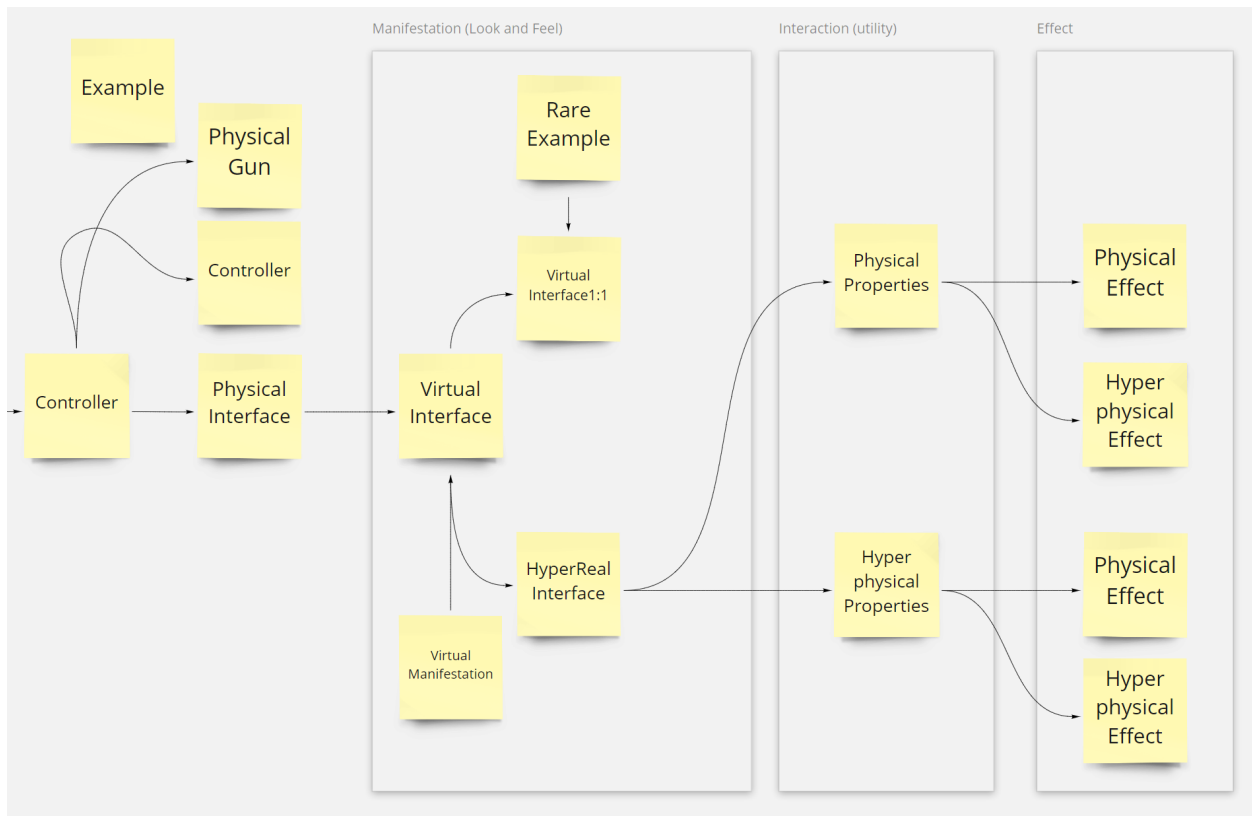 Manifestation (Look and Feel)
Interaction (utility)
Effect
Example
Physical
Gun
Controller
Controller
Physical
Interface
Rare
Example
Virtual
Interface1:1
Virtual
Interface
HyperReal
Interface
Virtual
Manifestation
Physical
Properties
Hyper
physical
Properties
Physical
Effect
Hyper
physical
Effect
Physical
Effect
Hyper
physical
Effect